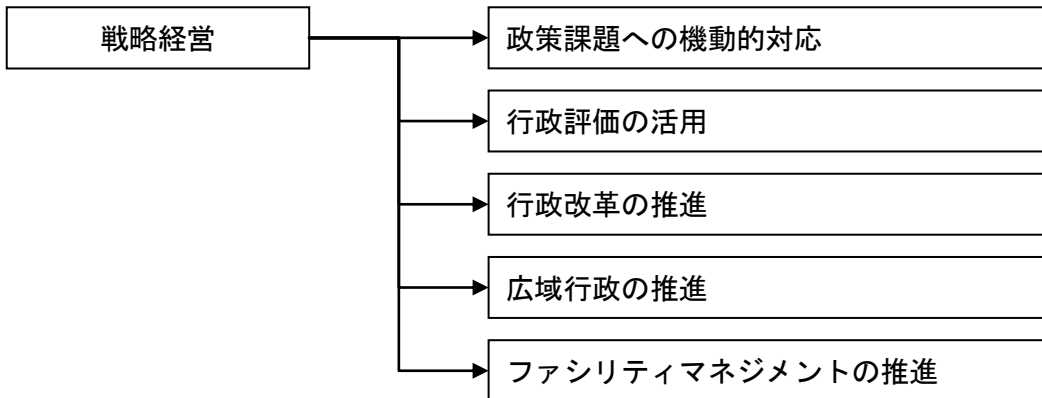 戦略経営
政策課題への機動的対応
行政評価の活用
行政改革の推進
広域行政の推進
ファシリティマネジメントの推進